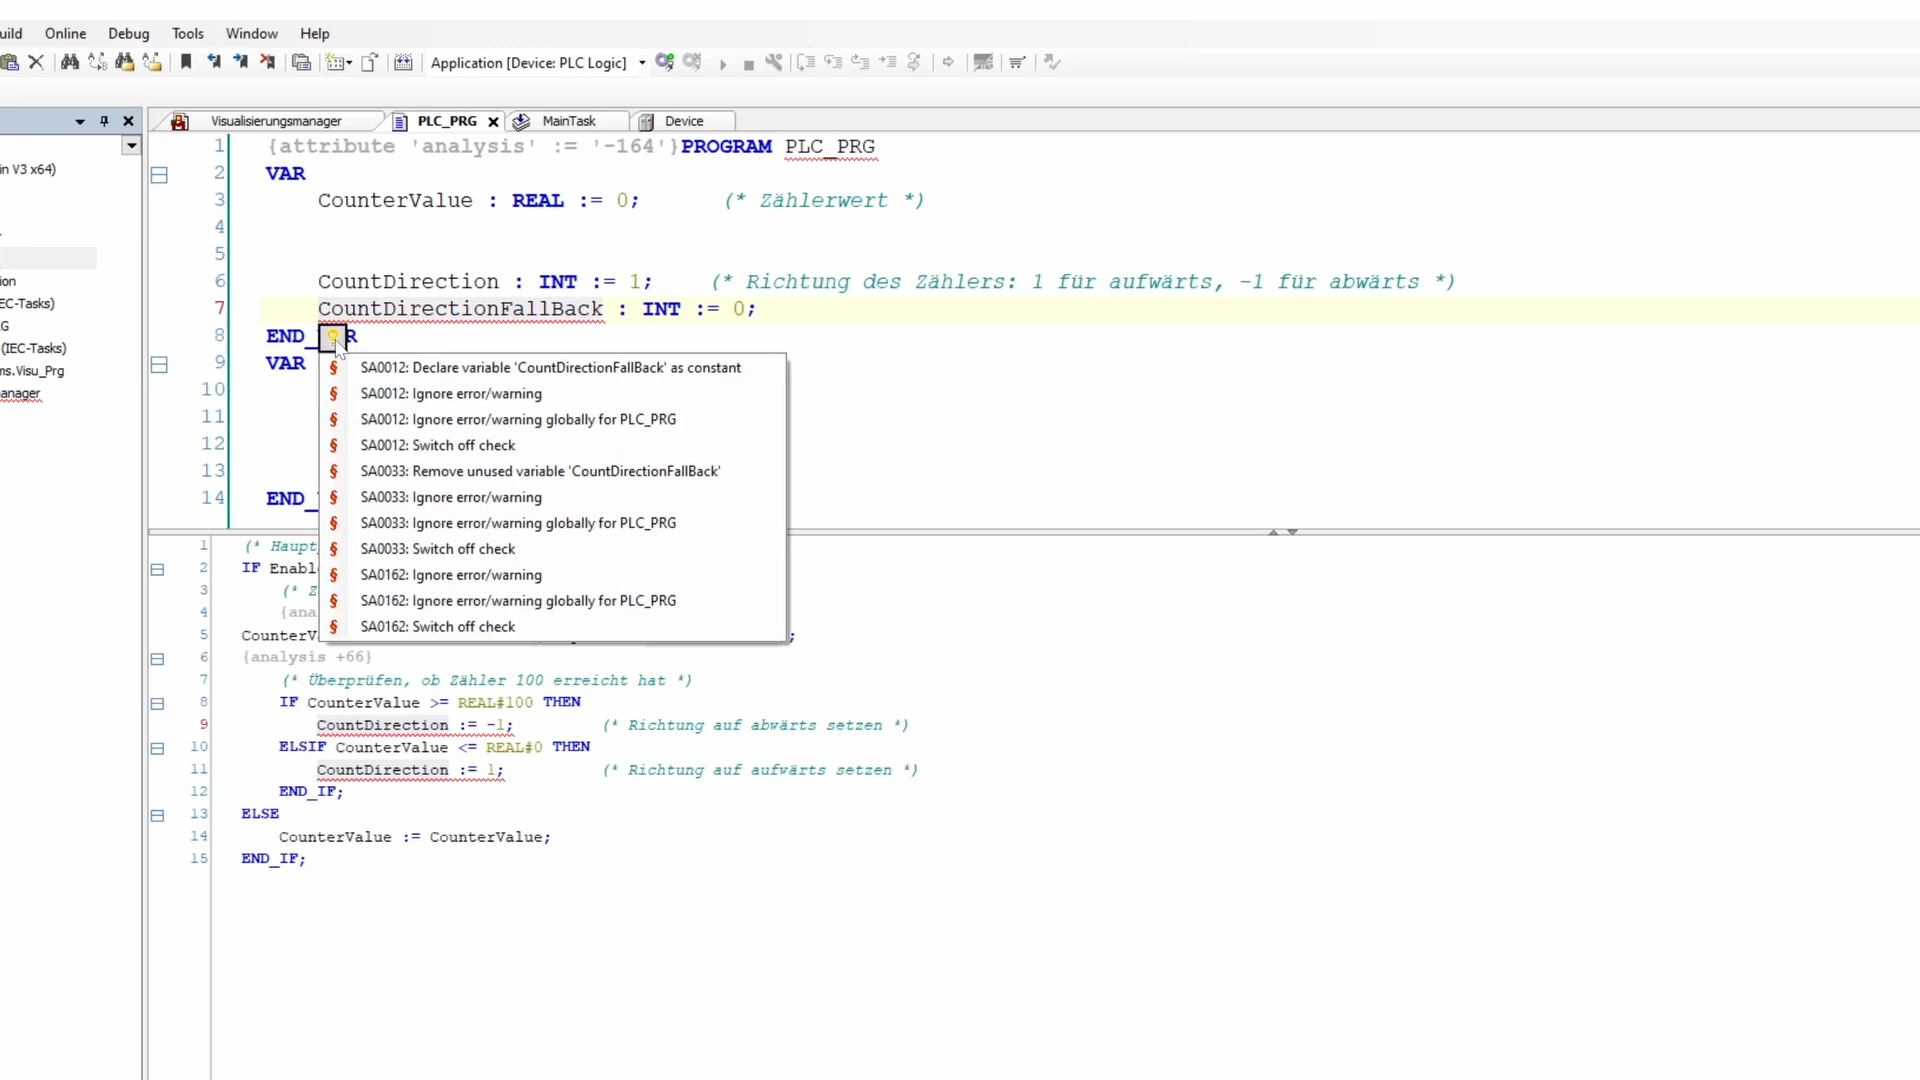 uild Online Debug Tools Window Help
Application [Device: PLC Logic]
Visualisierungsmanager PLC_PRG MainTask Device
in V3 x64)
ion
EC-Tasks)
G
(IEC-Tasks)
ms.Visu_Prg
anager
1 {attribute 'analysis' := '-164'}PROGRAM PLC_PRG
2 VAR
3 CounterValue : REAL := 0; (* Zählerwert *)
4
5
6 CountDirection : INT := 1; (* Richtung des Zählers: 1 für aufwärts, -1 für abwärts *)
7 CountDirectionFallBack : INT := 0;
8 END_ R
9 VAR
10
11
12
13
14 END_
SA0012: Declare variable 'CountDirectionFallBack' as constant
SA0012: Ignore error/warning
SA0012: Ignore error/warning globally for PLC_PRG
SA0012: Switch off check
SA0033: Remove unused variable 'CountDirectionFallBack'
SA0033: Ignore error/warning
SA0033: Ignore error/warning globally for PLC_PRG
SA0033: Switch off check
SA0162: Ignore error/warning
SA0162: Ignore error/warning globally for PLC_PRG
SA0162: Switch off check
1 (* Haupt
2 IF Enabl
3 (* Z
4 {ana
5 CounterV ;
6 {analysis +66}
7 (* Überprüfen, ob Zähler 100 erreicht hat *)
8 IF CounterValue >= REAL#100 THEN
9 CountDirection := -1; (* Richtung auf abwärts setzen *)
10 ELSIF CounterValue <= REAL#0 THEN
11 CountDirection := 1; (* Richtung auf aufwärts setzen *)
12 END_IF;
13 ELSE
14 CounterValue := CounterValue;
15 END_IF;